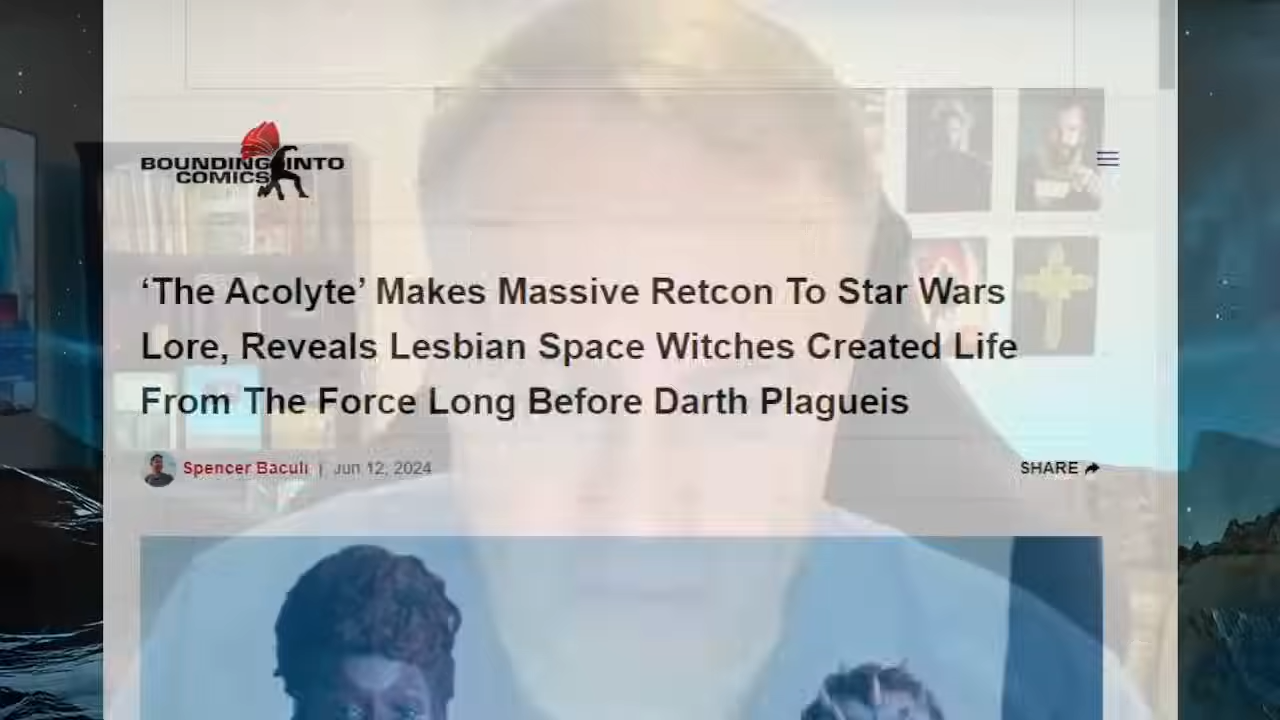 BOUNDING INTO
COMICS
‘The Acolyte’ Makes Massive Retcon To Star Wars
Lore, Reveals Lesbian Space Witches Created Life
From The Force Long Before Darth Plagueis
Spencer Baculi | Jun 12, 2024
SHARE